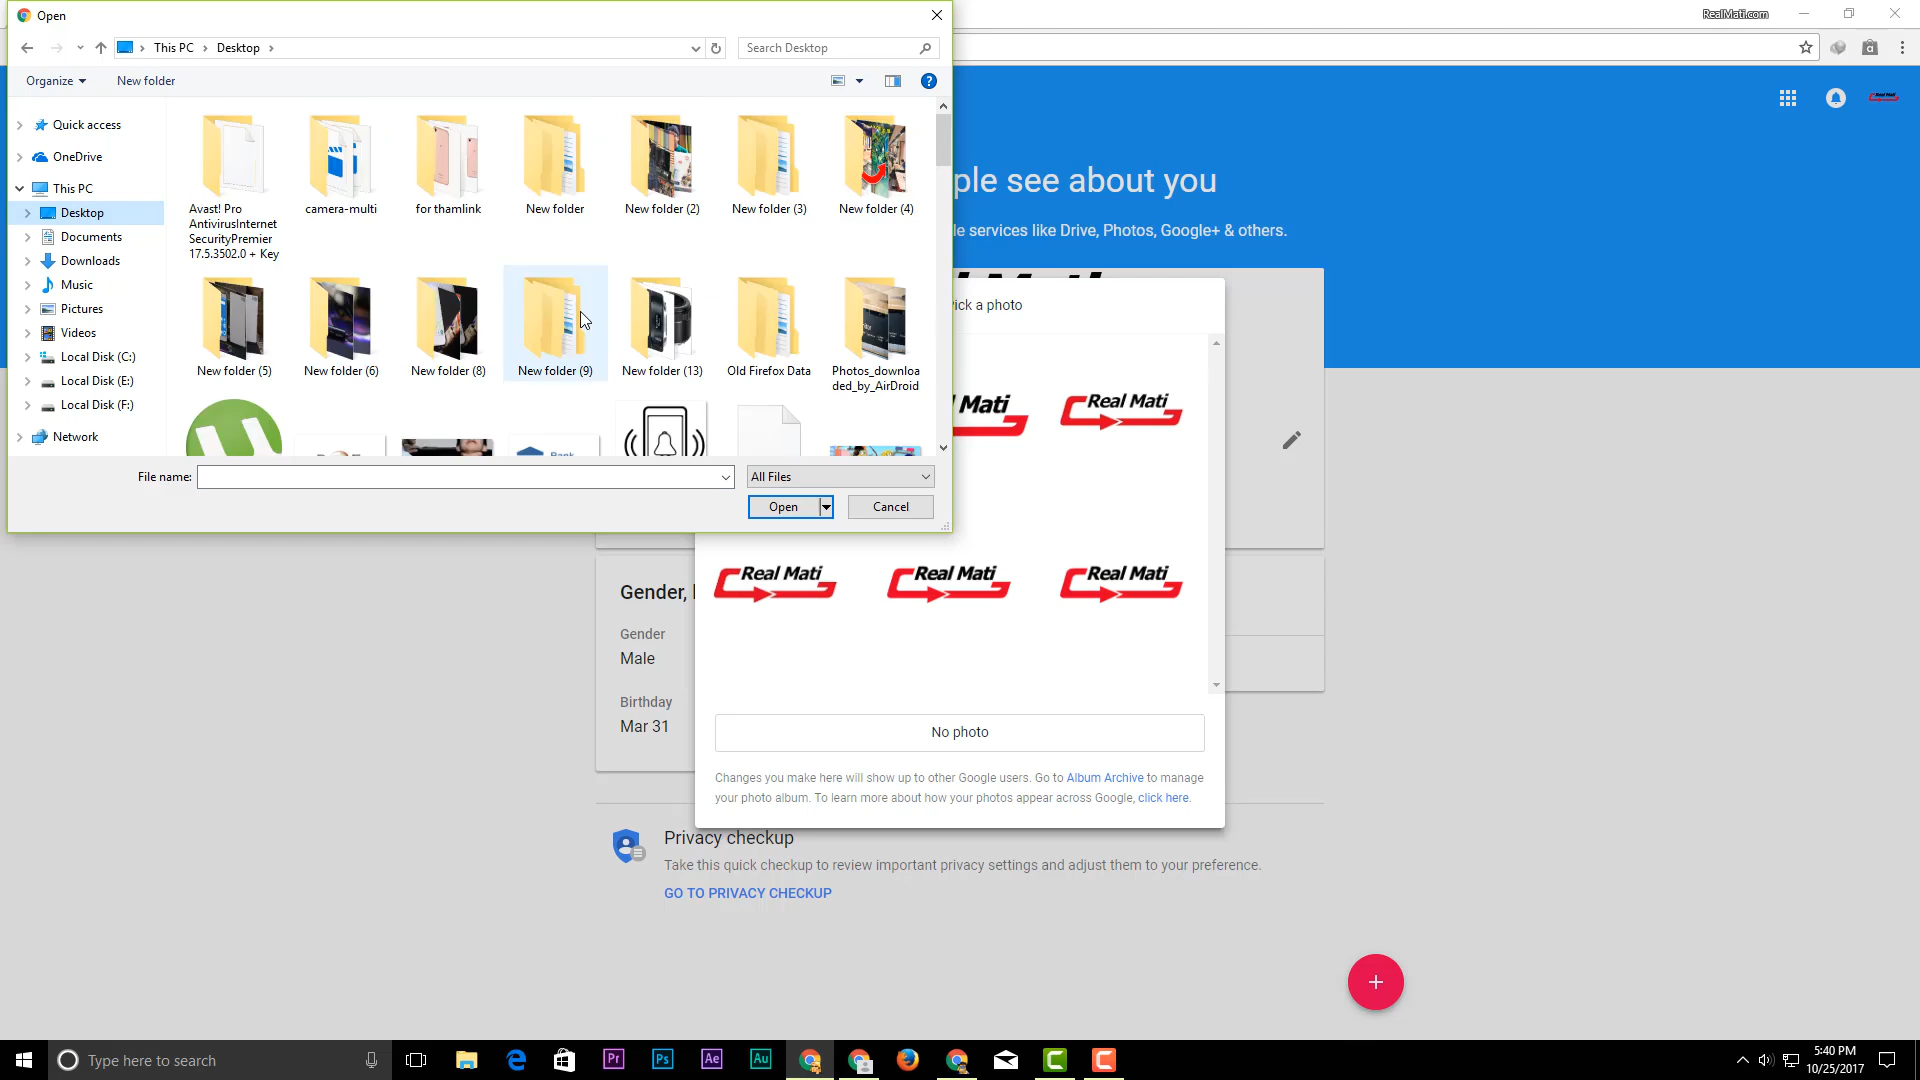 Open
RealMati.com
This PC
Desktop
Search Desktop
Organize
New folder
Quick access
OneDrive
This PC
Desktop
Documents
Downloads
Music
Pictures
Videos
Local Disk (C:)
Local Disk (E:)
Local Disk (F:)
Network
Avast! Pro
AntivirusInternet
SecurityPremier
17.5.3502.0 + Key
camera-multi
for thamlink
New folder
New folder (2)
New folder (3)
New folder (4)
New folder (5)
New folder (6)
New folder (8)
New folder (9)
New folder (13)
Old Firefox Data
Photos_downloa
ded_by_AirDroid
Bank
File name:
All Files
Open
Cancel
Real Mati
ple see about you
le services like Drive, Photos, Google+ & others.
ick a photo
Mati
Real Mati
Real Mati
Real Mati
Real Mati
Gender,
Gender
Male
Birthday
Mar 31
No photo
Changes you make here will show up to other Google users. Go to Album Archive to manage
your photo album. To learn more about how your photos appear across Google, click here.
Privacy checkup
Take this quick checkup to review important privacy settings and adjust them to your preference.
GO TO PRIVACY CHECKUP
Type here to search
Pr
Ps
Ae
Au
5:40 PM
10/25/2017